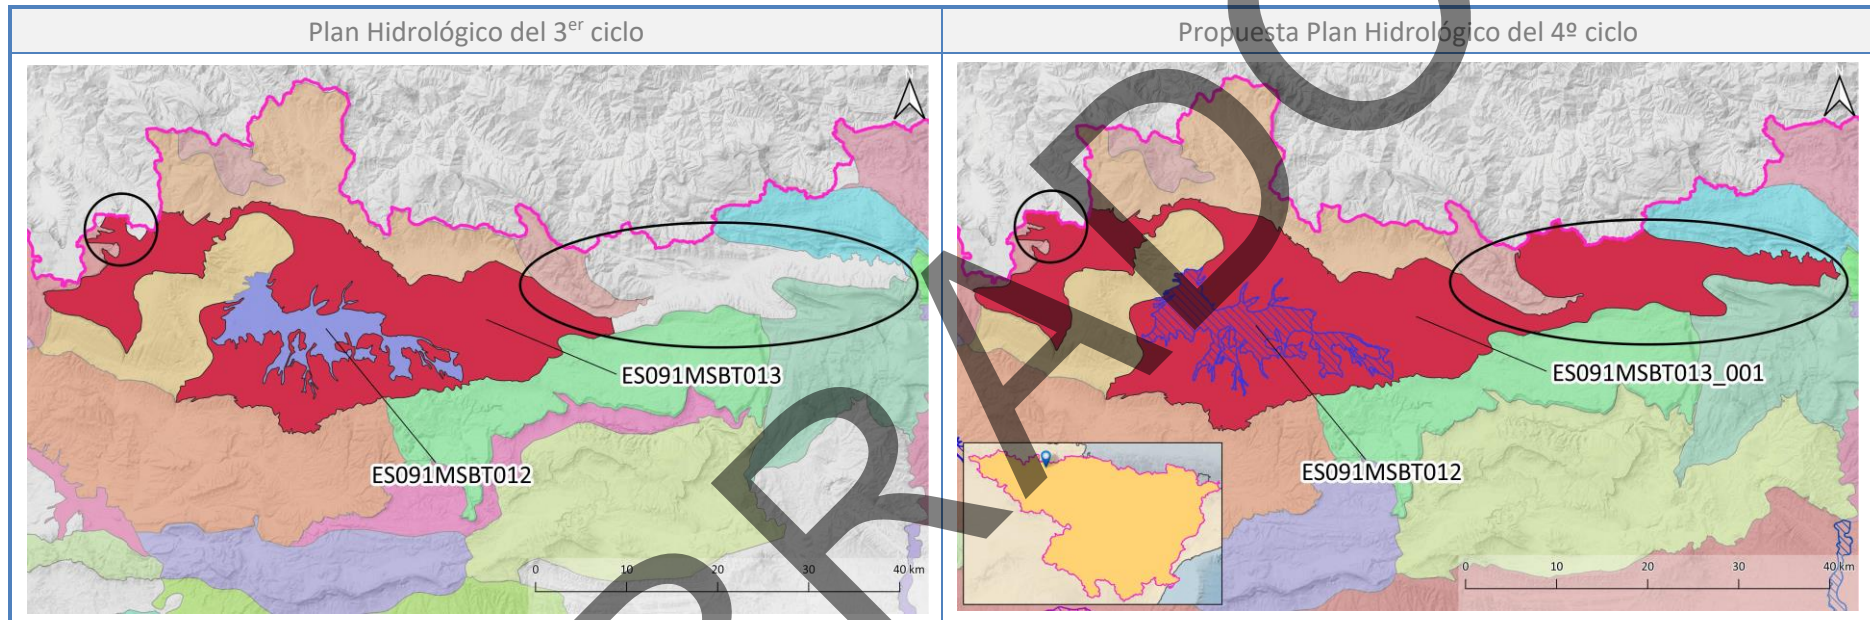 Plan Hidrológico del 3er ciclo
Propuesta Plan Hidrológico del 4º ciclo
ES091MSBT013
ES091MSBT012
0 10 20 30 40 km
ES091MSBT013_001
ES091MSBT012
0 10 20 30 40 km